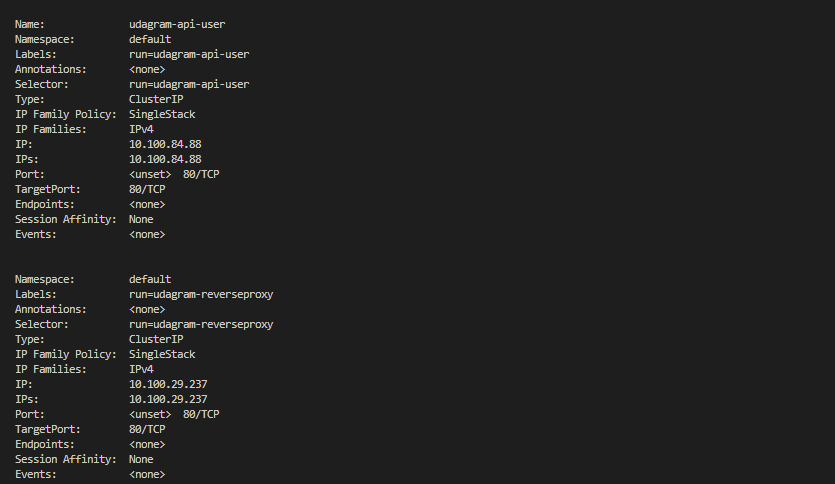 Name:              udagram-api-user
Namespace:         default
Labels:            run=udagram-api-user
Annotations:       <none>
Selector:          run=udagram-api-user
Type:              ClusterIP
IP Family Policy:  SingleStack
IP Families:       IPv4
IP:                10.100.84.88
IPs:               10.100.84.88
Port:              <unset>  80/TCP
TargetPort:        80/TCP
Endpoints:         <none>
Session Affinity:  None
Events:            <none>
Namespace:         default
Labels:            run=udagram-reverseproxy
Annotations:       <none>
Selector:          run=udagram-reverseproxy
Type:              ClusterIP
IP Family Policy:  SingleStack
IP Families:       IPv4
IP:                10.100.29.237
IPs:               10.100.29.237
Port:              <unset>  80/TCP
TargetPort:        80/TCP
Endpoints:         <none>
Session Affinity:  None
Events:            <none>